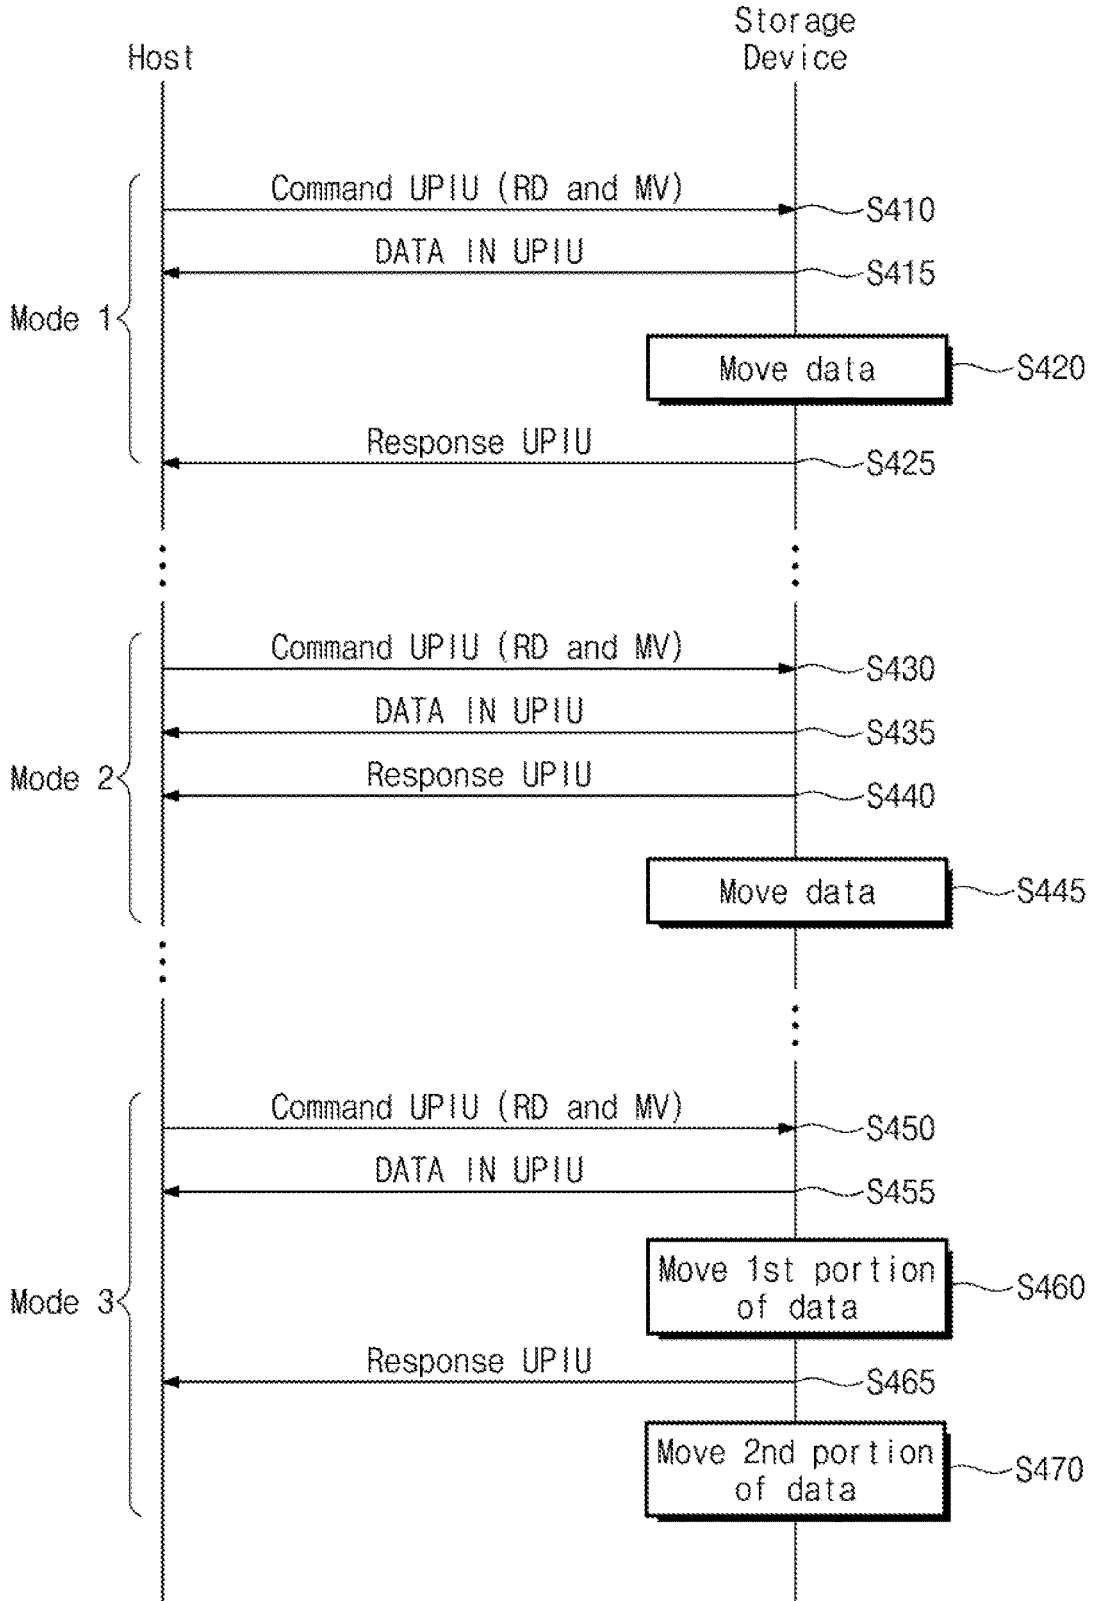 Storage
Device
Host
Command UPIU (RD and MV)
S410
DATA IN UPIU
S415
Mode 1
Move data
S420
Response UPIU
S425
Command UPIU (RD and MV)
S430
DATA IN UPIU
S435
Mode 2
Response UPIU
S440
Move data
S445
Command UPIU (RD and MV)
S450
DATA IN UPIU
S455
Mode 3
Move 1st portion
of data
S460
Response UPIU
S465
Move 2nd portion
of data
S470